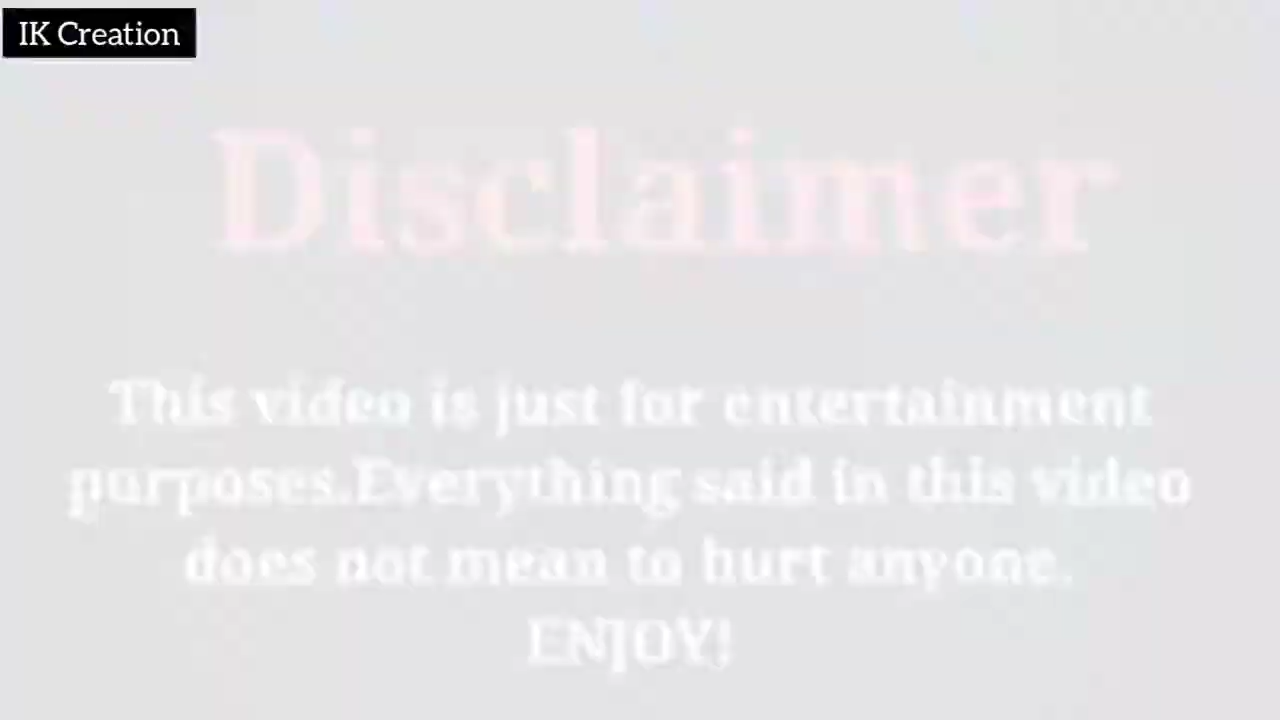 IK Creation
Disclaimer
This video is just for entertainment
purposes.Everything said in this video
does not mean to hurt anyone.
ENJOY!